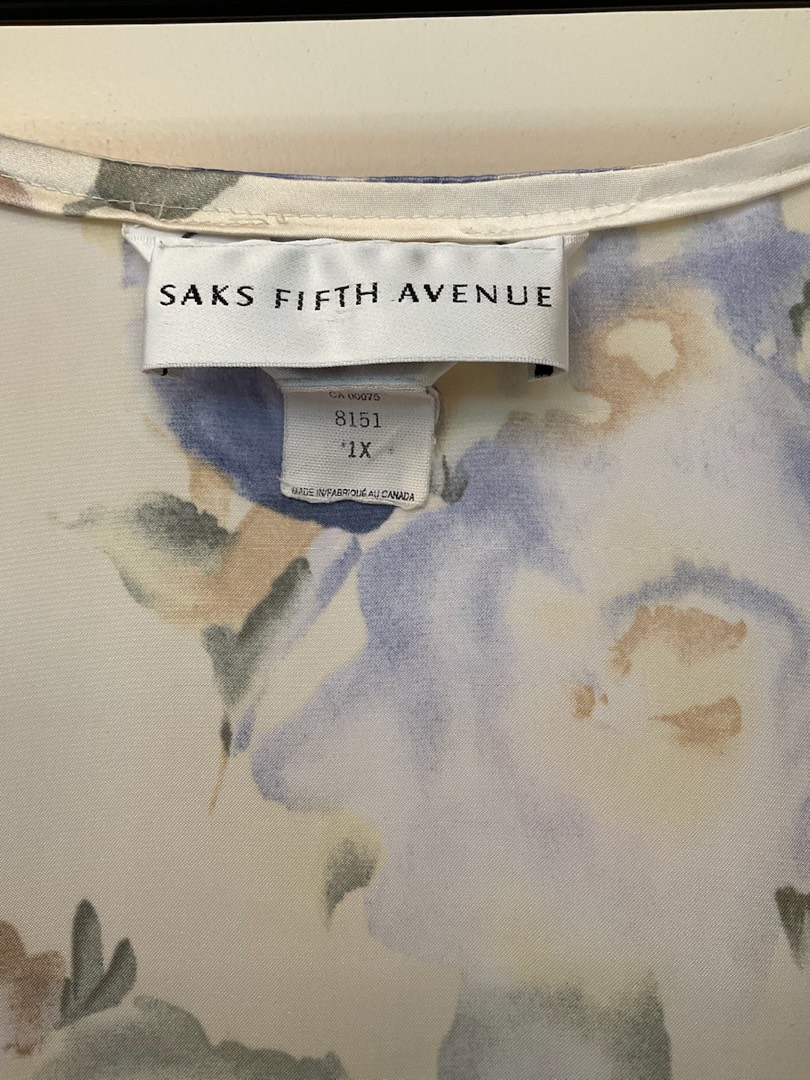 SAKS FIFTH AVENUE
CA 00075
8151
1X
MADE IN/FABRIQUÉ AU CANADA